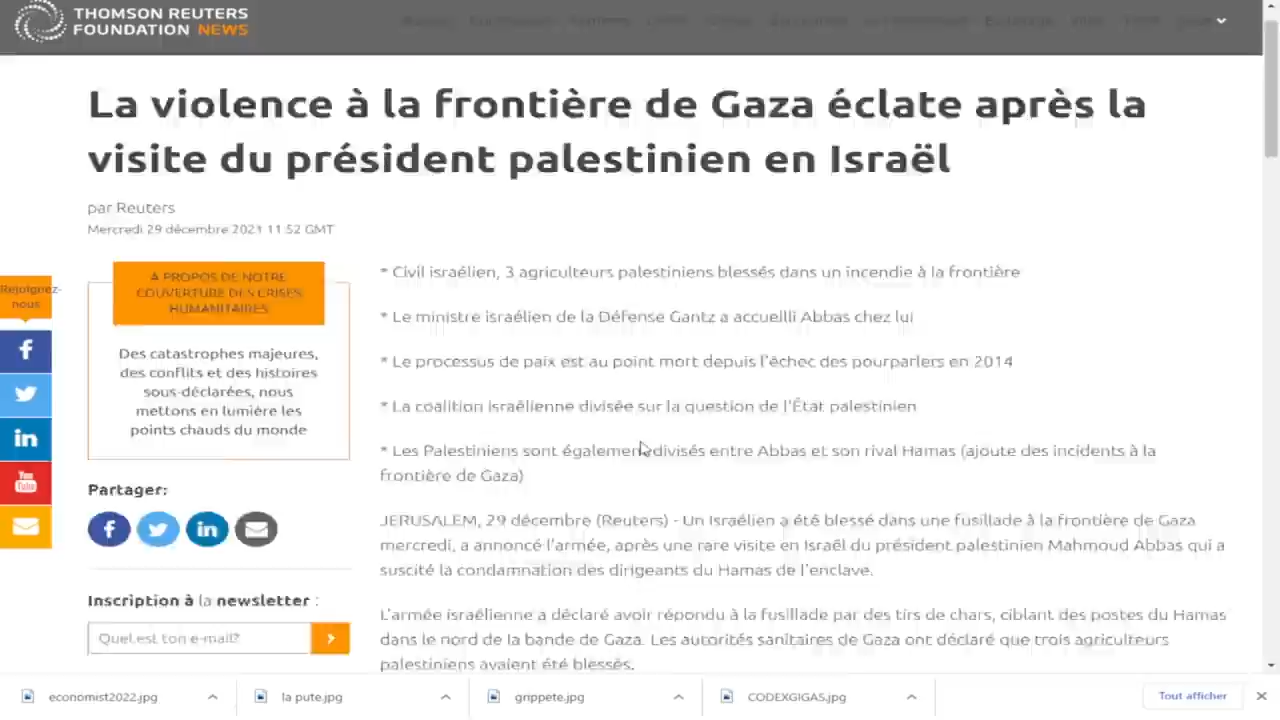 THOMSON REUTERS
FOUNDATION NEWS
La violence à la frontière de Gaza éclate après la
visite du président palestinien en Israël
par Reuters
Mercredi 29 décembre 2021 11:52 GMT
Rejoignez-
nous
À PROPOS DE NOTRE
COUVERTURE DES CRISES
HUMANITAIRES
Des catastrophes majeures,
des conflits et des histoires
sous-déclarées, nous
mettons en lumière les
points chauds du monde
Partager:
Inscription à la newsletter :
Quel est ton e-mail?
* Civil israélien, 3 agriculteurs palestiniens blessés dans un incendie à la frontière
* Le ministre israélien de la Défense Gantz a accueilli Abbas chez lui
* Le processus de paix est au point mort depuis l'échec des pourparlers en 2014
* La coalition israélienne divisée sur la question de l'État palestinien
* Les Palestiniens sont également divisés entre Abbas et son rival Hamas (ajoute des incidents à la
frontière de Gaza)
JERUSALEM, 29 décembre (Reuters) - Un Israélien a été blessé dans une fusillade à la frontière de Gaza
mercredi, a annoncé l'armée, après une rare visite en Israël du président palestinien Mahmoud Abbas qui a
suscité la condamnation des dirigeants du Hamas de l'enclave.
L'armée israélienne a déclaré avoir répondu à la fusillade par des tirs de chars, ciblant des postes du Hamas
dans le nord de la bande de Gaza. Les autorités sanitaires de Gaza ont déclaré que trois agriculteurs
palestiniens avaient été blessés.
economist2022.jpg
la pute.jpg
grippete.jpg
CODEXGIGAS.jpg
Tout afficher